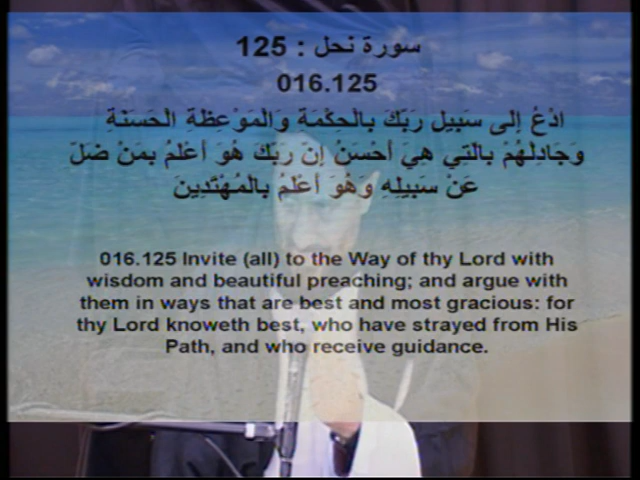 سورة نحل : 125
016.125
ادْعُ إِلى سَبِيلِ رَبِّكَ بِالْحِكْمَةِ وَالْمَوْعِظَةِ الْحَسَنَةِ
وَجَادِلْهُمْ بِالَّتِي هِيَ أَحْسَنُ إِنَّ رَبَّكَ هُوَ أَعْلَمُ بِمَنْ ضَلَّ
عَنْ سَبِيلِهِ وَهُوَ أَعْلَمُ بِالْمُهْتَدِينَ
016.125 Invite (all) to the Way of thy Lord with
wisdom and beautiful preaching; and argue with
them in ways that are best and most gracious: for
thy Lord knoweth best, who have strayed from His
Path, and who receive guidance.